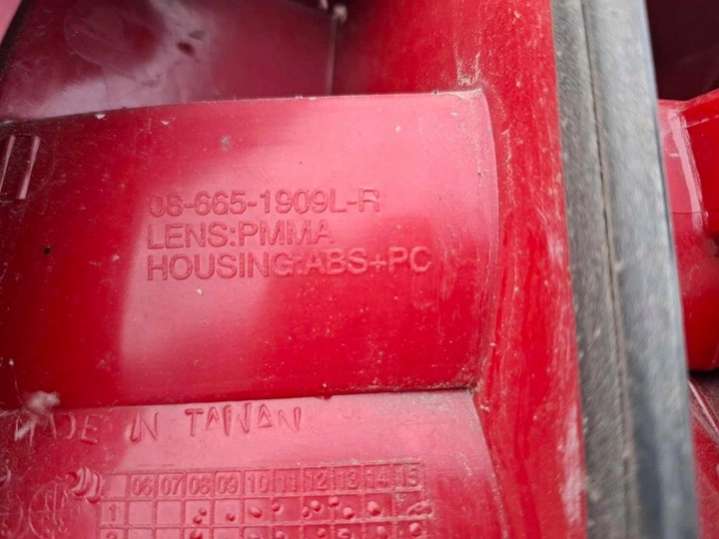 08-665-1909L-R
LENS:PMMA
HOUSING:ABS+PC
MADE IN TAIWAN
06 07 08 09 10 11 12 13 14 15
1